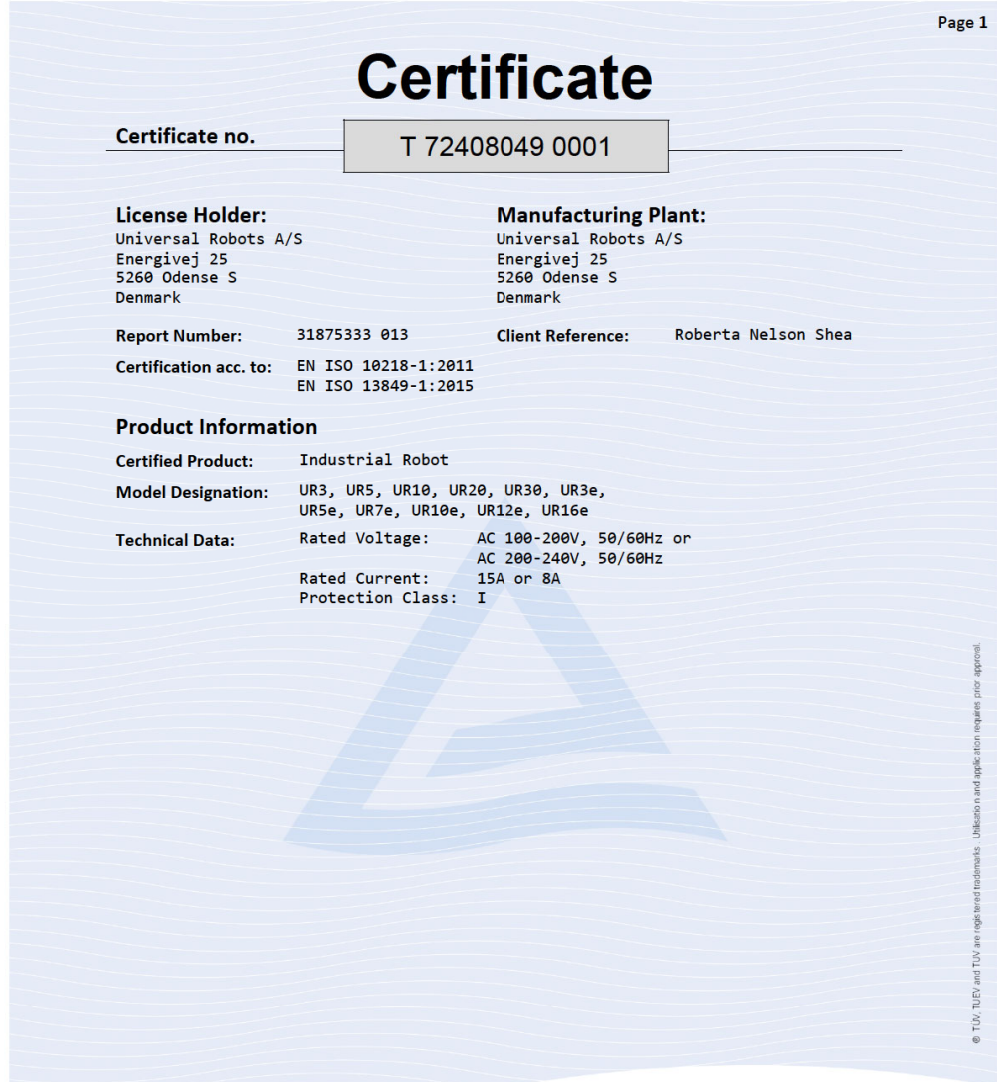 Page 1
Certificate
Certificate no.
T 72408049 0001
License Holder:
Universal Robots A/S
Energivej 25
5260 Odense S
Denmark
Manufacturing Plant:
Universal Robots A/S
Energivej 25
5260 Odense S
Denmark
Report Number: 31875333 013
Client Reference: Roberta Nelson Shea
Certification acc. to: EN ISO 10218-1:2011
EN ISO 13849-1:2015
Product Information
Certified Product: Industrial Robot
Model Designation: UR3, UR5, UR10, UR20, UR30, UR3e,
UR5e, UR7e, UR10e, UR12e, UR16e
Technical Data: Rated Voltage: AC 100-200V, 50/60Hz or
AC 200-240V, 50/60Hz
Rated Current: 15A or 8A
Protection Class: I
® TÜV, TUEV and TUV are registered trademarks. Utilisation and application requires prior approval.